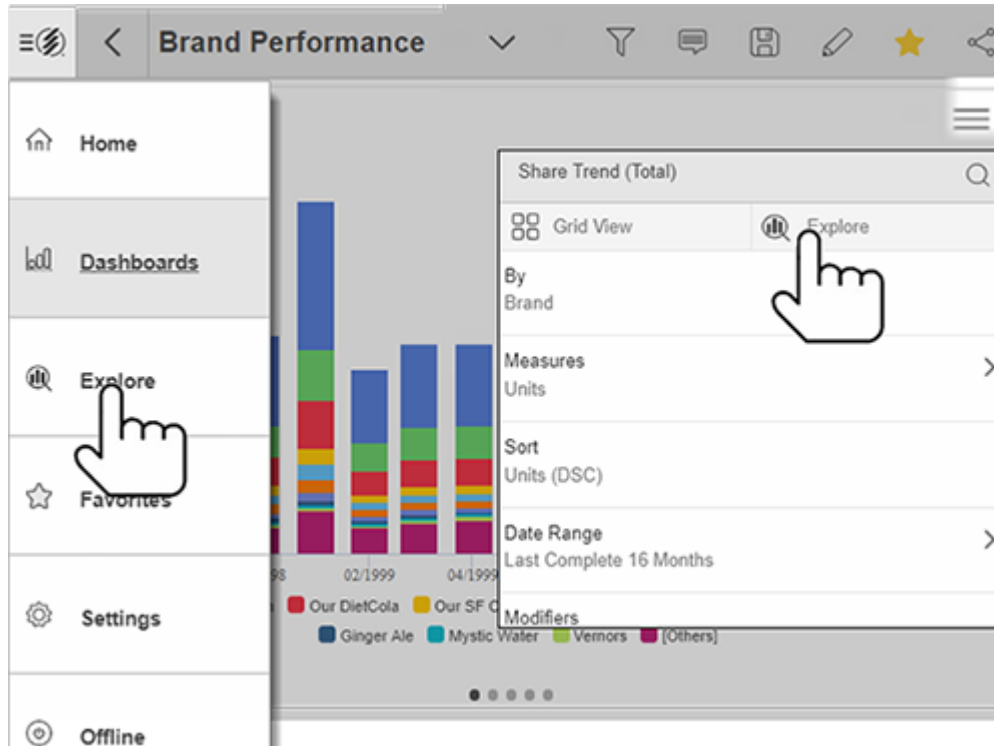 Brand Performance
Home
Dashboards
Explore
Favorites
Settings
Offline
Share Trend (Total)
Grid View
Explore
By
Brand
Measures
Units
Sort
Units (DSC)
Date Range
Last Complete 16 Months
Modifiers
98
02/1999
04/1999
Our DietCola
Our SF
Ginger Ale
Mystic Water
Vernors
[Others]